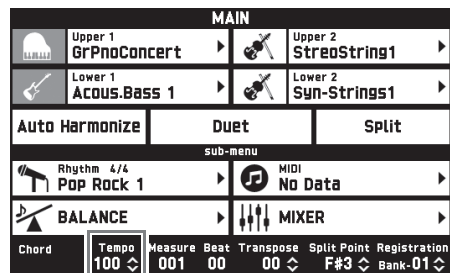 MAIN
Upper 1
GrPnoConcert
Upper 2
StreoString1
Lower 1
Acous.Bass 1
Lower 2
Syn-Strings1
Auto Harmonize Duet Split
sub-menu
Rhythm 4/4
Pop Rock 1
MIDI
No Data
BALANCE MIXER
Chord Tempo Measure Beat Transpose Split Point Registration
100 001 00 00 F#3 Bank-01